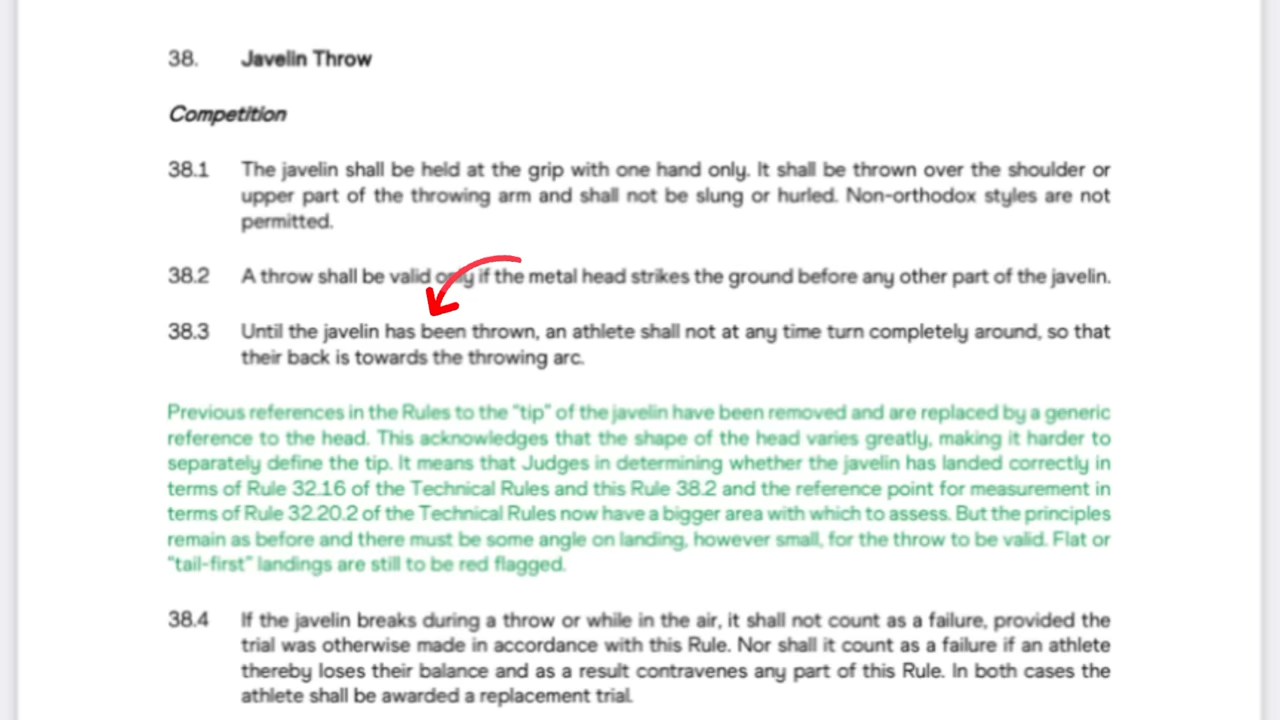 38. Javelin Throw
Competition
38.1 The javelin shall be held at the grip with one hand only. It shall be thrown over the shoulder or
upper part of the throwing arm and shall not be slung or hurled. Non-orthodox styles are not
permitted.
38.2 A throw shall be valid only if the metal head strikes the ground before any other part of the javelin.
38.3 Until the javelin has been thrown, an athlete shall not at any time turn completely around, so that
their back is towards the throwing arc.
Previous references in the Rules to the "tip" of the javelin have been removed and are replaced by a generic
reference to the head. This acknowledges that the shape of the head varies greatly, making it harder to
separately define the tip. It means that Judges in determining whether the javelin has landed correctly in
terms of Rule 32.16 of the Technical Rules and this Rule 38.2 and the reference point for measurement in
terms of Rule 32.20.2 of the Technical Rules now have a bigger area with which to assess. But the principles
remain as before and there must be some angle on landing, however small, for the throw to be valid. Flat or
"tail-first" landings are still to be red flagged.
38.4 If the javelin breaks during a throw or while in the air, it shall not count as a failure, provided the
trial was otherwise made in accordance with this Rule. Nor shall it count as a failure if an athlete
thereby loses their balance and as a result contravenes any part of this Rule. In both cases the
athlete shall be awarded a replacement trial.